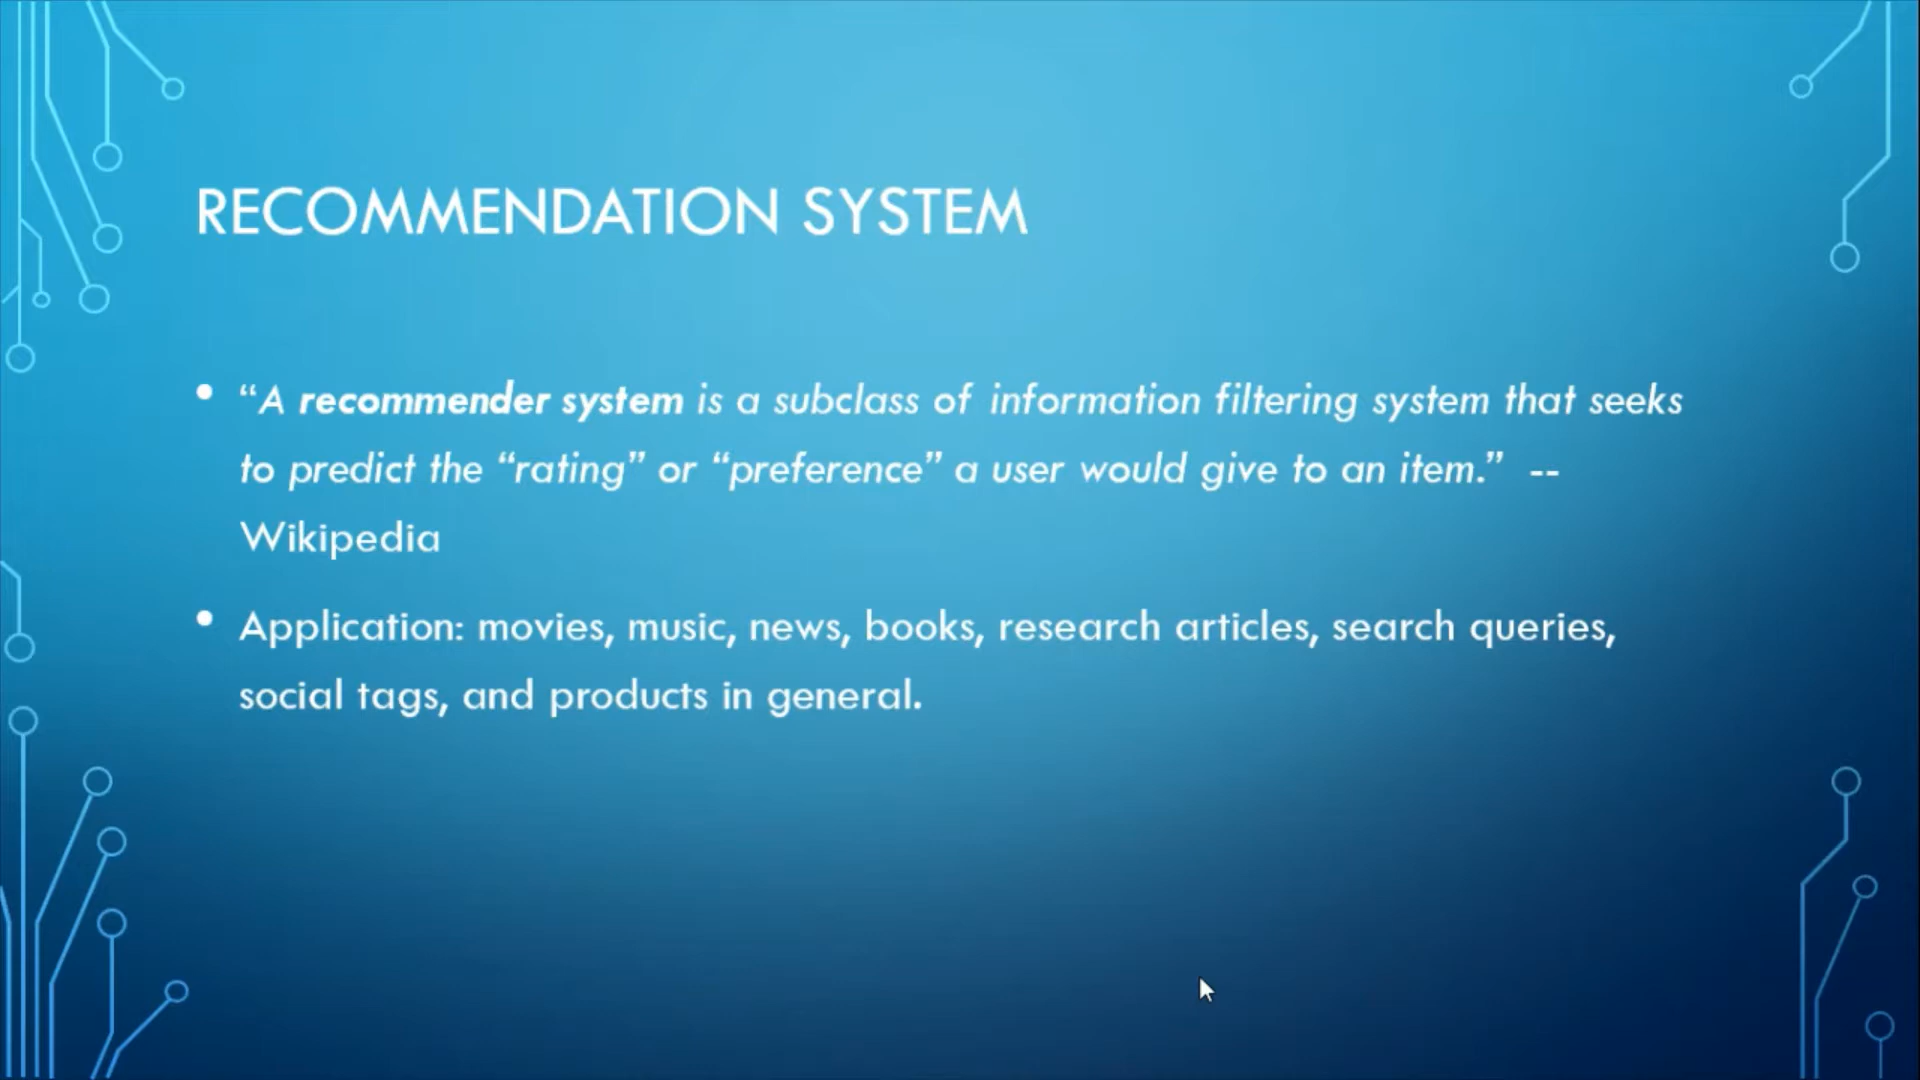 RECOMMENDATION SYSTEM
• “A recommender system is a subclass of information filtering system that seeks
to predict the “rating” or “preference” a user would give to an item.” --
Wikipedia
• Application: movies, music, news, books, research articles, search queries,
social tags, and products in general.